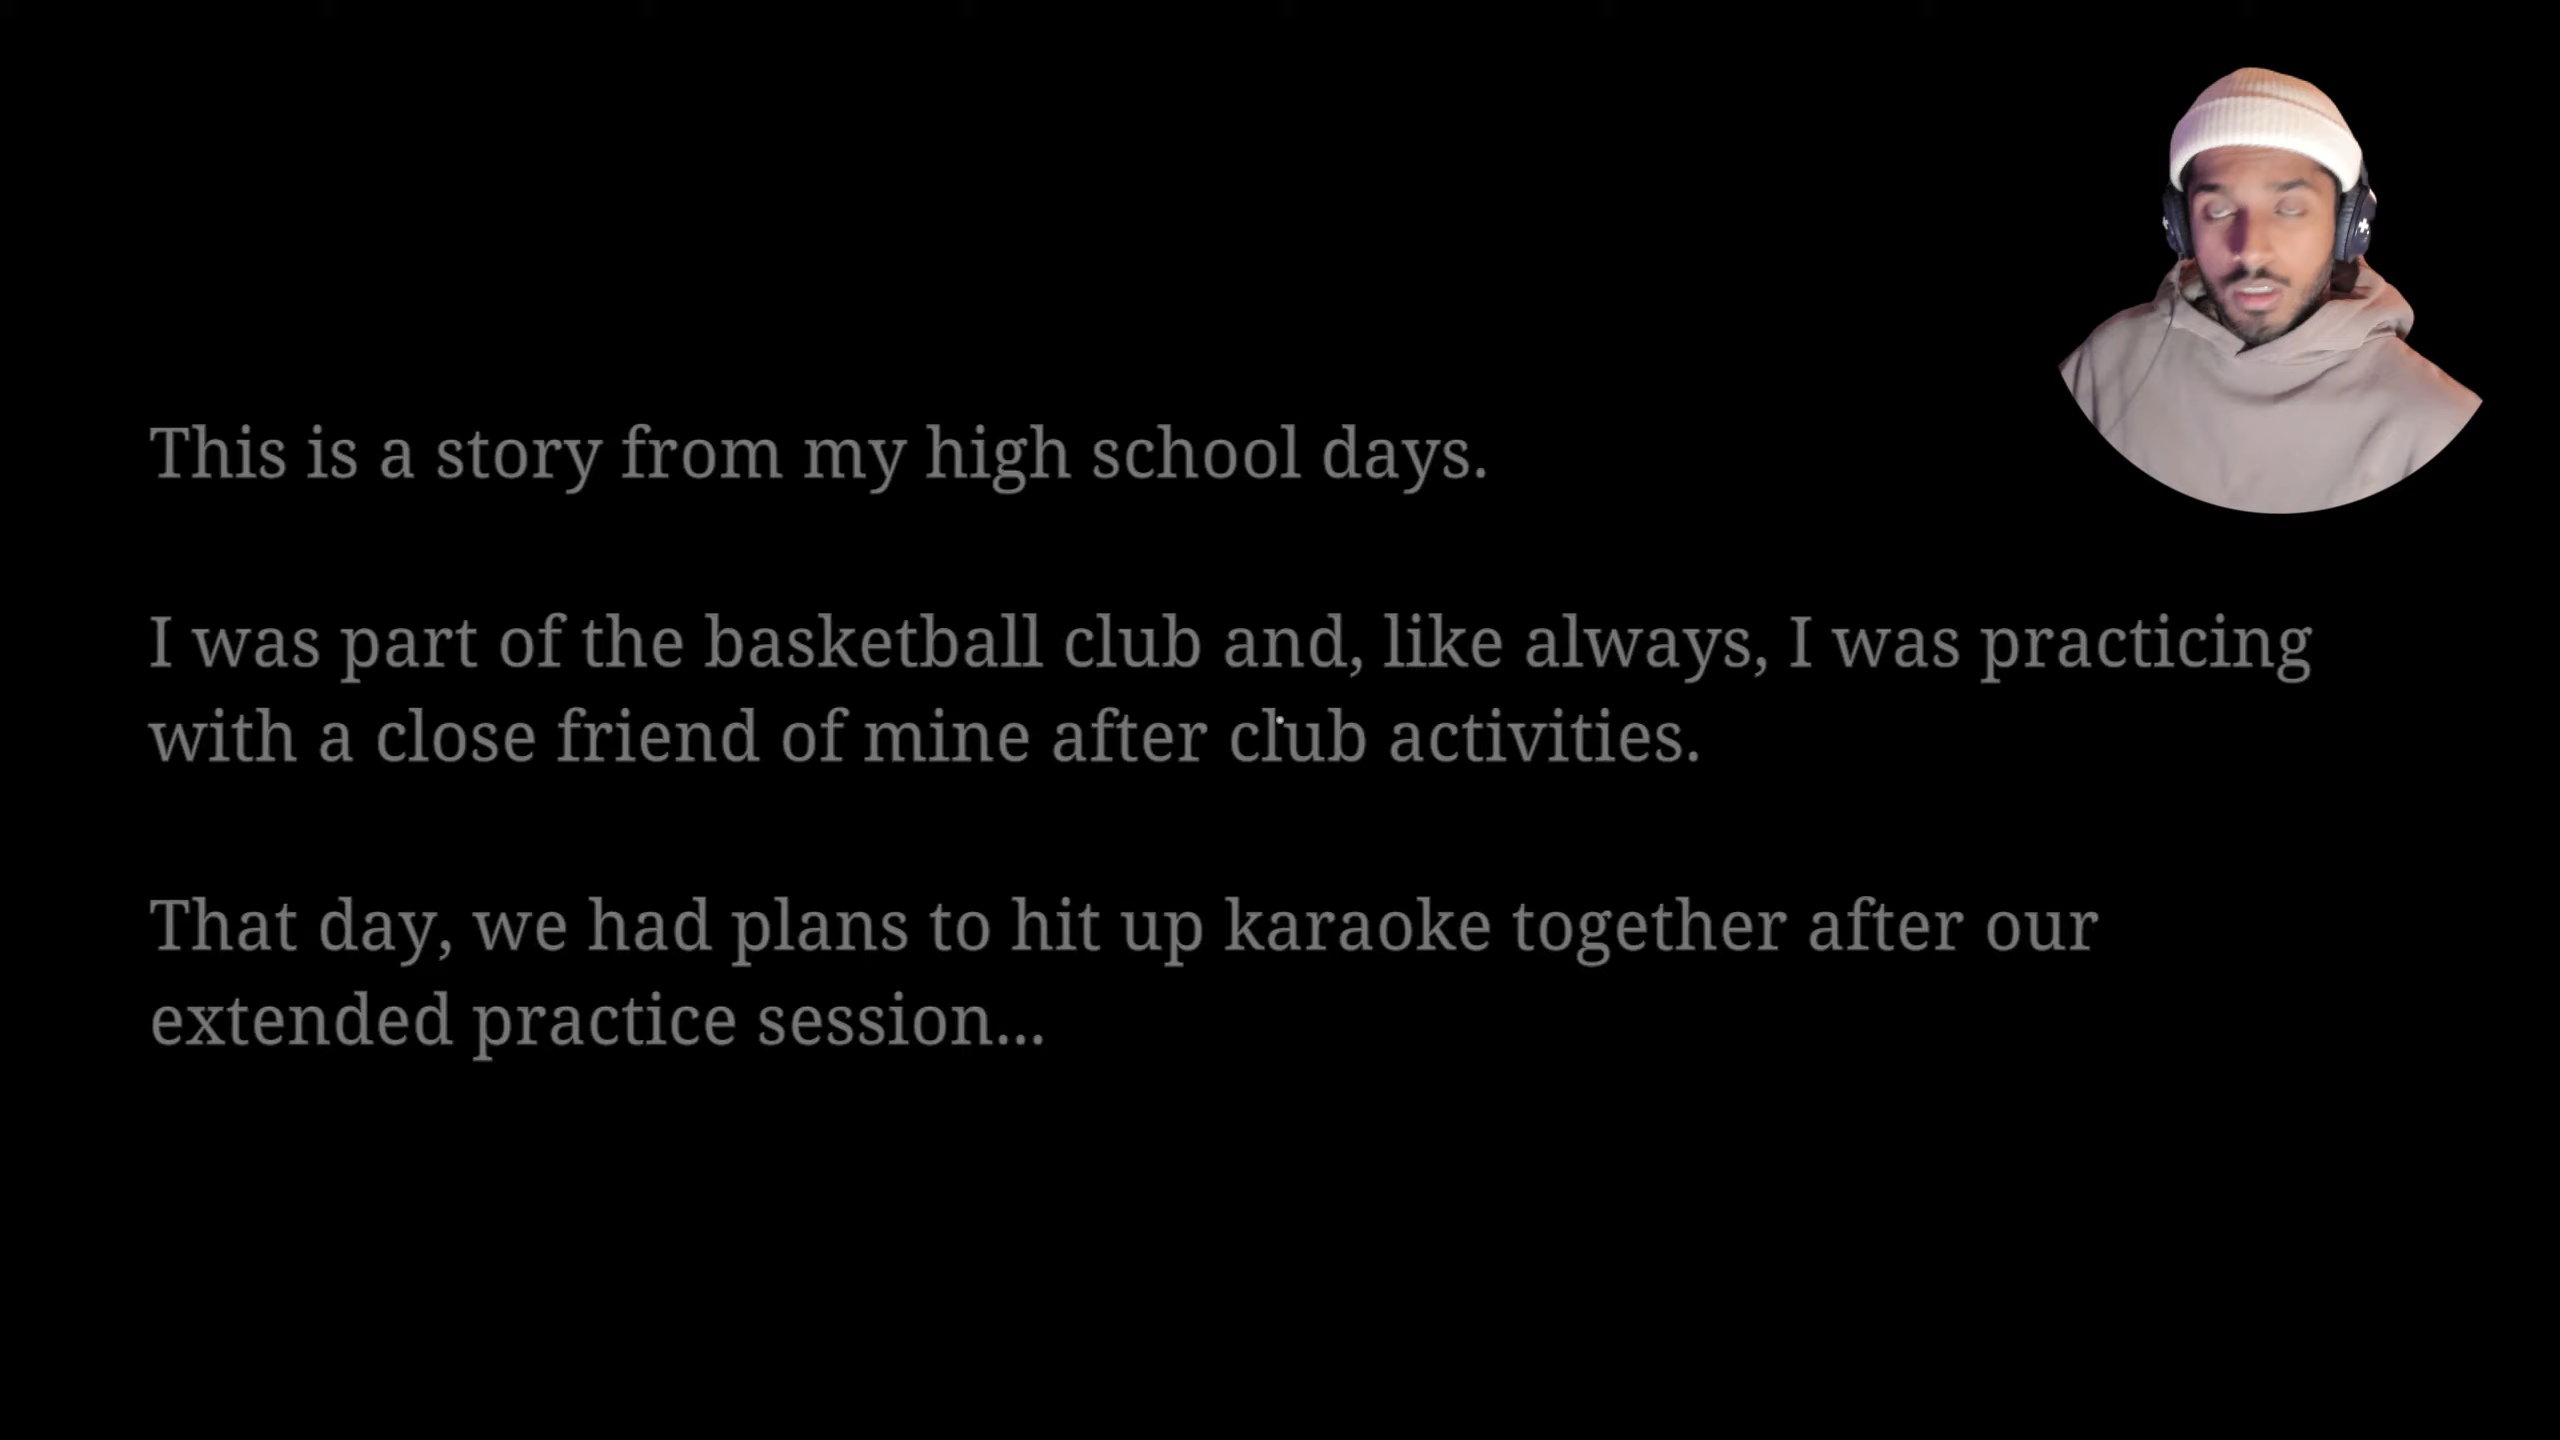 This is a story from my high school days.
I was part of the basketball club and, like always, I was practicing
with a close friend of mine after club activities.
That day, we had plans to hit up karaoke together after our
extended practice session...